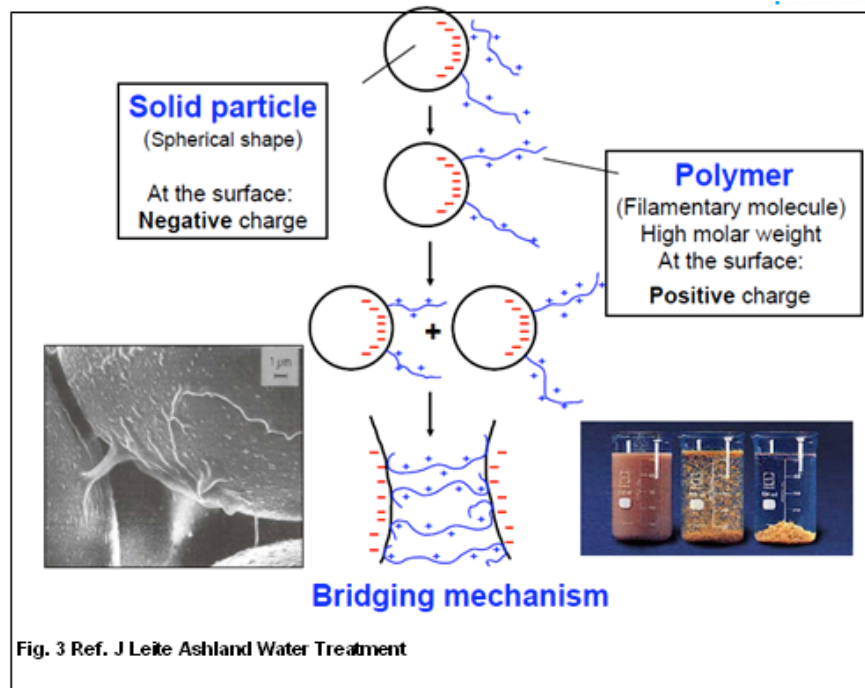 Solid particle
(Spherical shape)
At the surface:
Negative charge
Polymer
(Filamentary molecule)
High molar weight
At the surface:
Positive charge
+
1 µm
Bridging mechanism
Fig. 3 Ref. J Leite Ashland Water Treatment